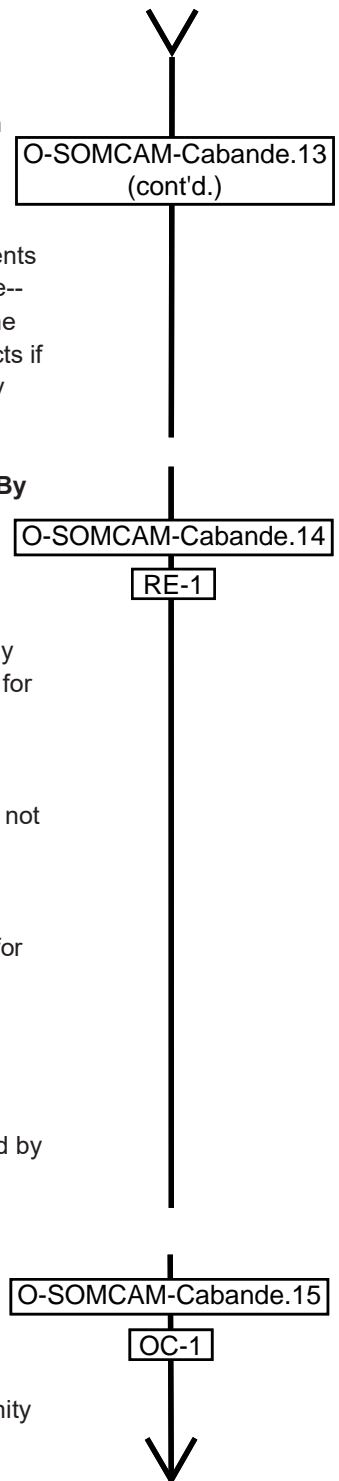 O-SOMCAM-Cabande.13
(cont'd.)
ents
e--
ne
cts if
By
O-SOMCAM-Cabande.14
RE-1
y
for
not
for
d by
O-SOMCAM-Cabande.15
OC-1
nity